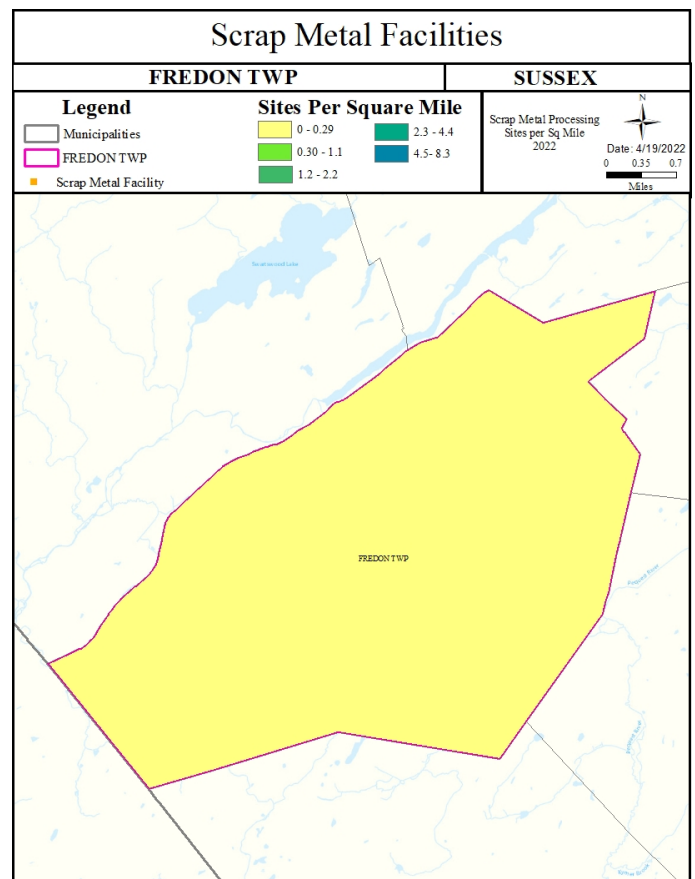 Scrap Metal Facilities
FREDON TWP
SUSSEX
Legend
Municipalities
FREDON TWP
Scrap Metal Facility
Sites Per Square Mile
0 - 0.29
0.30 - 1.1
1.2 - 2.2
2.3 - 4.4
4.5 - 8.3
Scrap Metal Processing
Sites per Sq Mile
2022
N
Date: 4/19/2022
0 0.35 0.7
Miles
FREDON TWP